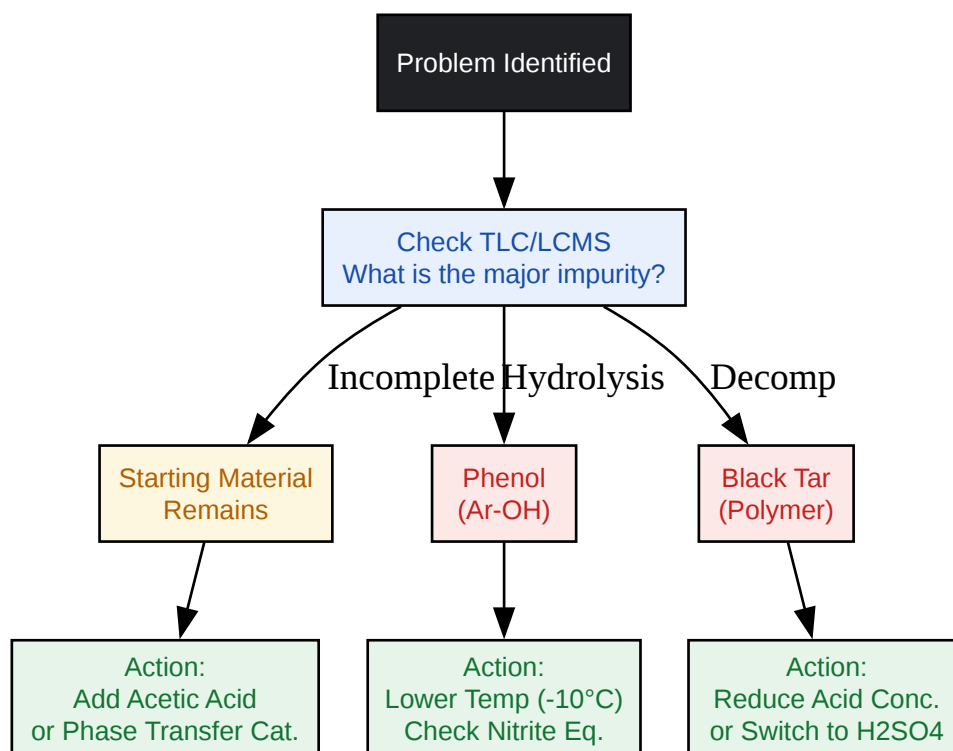 Problem Identified
Check TLC/LCMS
What is the major impurity?
Incomplete
Hydrolysis
Decomp
Starting Material
Remains
Phenol
(Ar-OH)
Black Tar
(Polymer)
Action:
Add Acetic Acid
or Phase Transfer Cat.
Action:
Lower Temp (-10°C)
Check Nitrite Eq.
Action:
Reduce Acid Conc.
or Switch to H2SO4